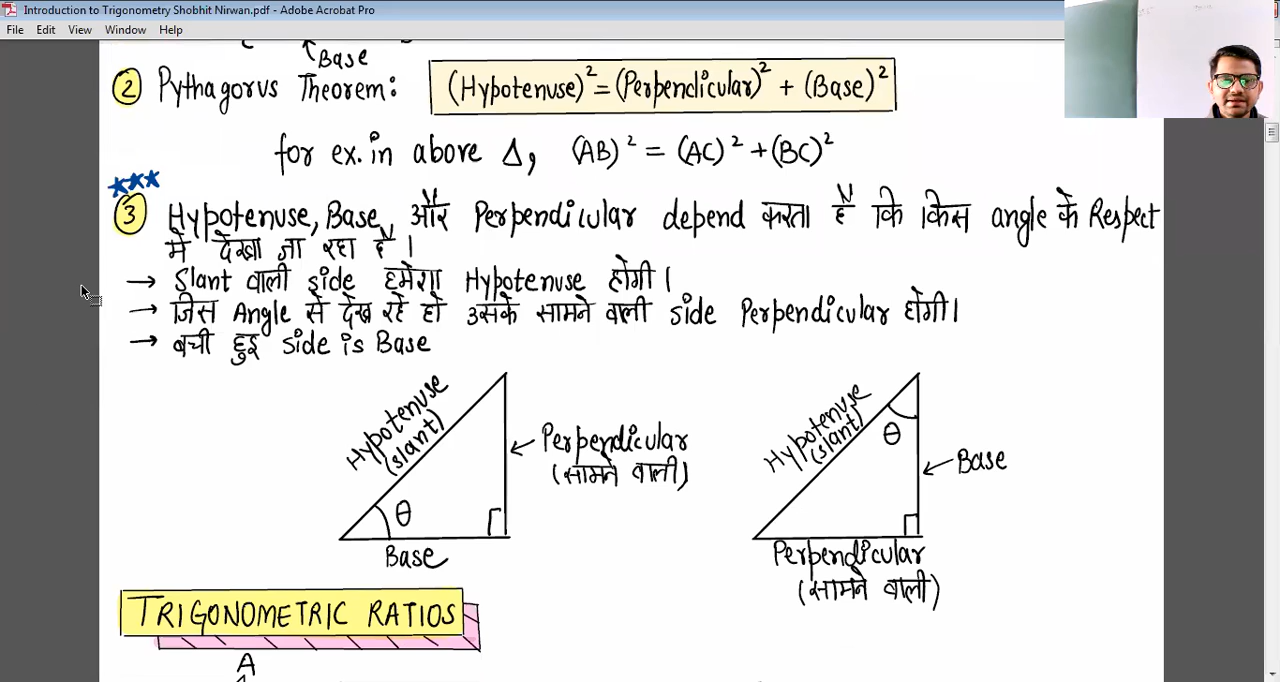 Introduction to Trigonometry Shobhit Nirwan.pdf - Adobe Acrobat Pro
File Edit View Window Help
Base
2 Pythagorus Theorem: (Hypotenuse)² = (Perpendicular)² + (Base)²
for ex. in above Δ, (AB)² = (AC)² + (BC)²
***
3 Hypotenuse, Base, और Perpendicular depend करता है कि किस angle के Respect
में देखा जा रहा है।
→ Slant वाली side हमेशा Hypotenuse होगी।
→ जिस Angle से देख रहे हो उसके सामने वाली side Perpendicular होगी।
→ बची हुई side is Base
Hypotenuse
(slant)
Perpendicular
(सामने वाली)
θ
Base
Hypotenuse
(slant)
θ
Base
Perpendicular
(सामने वाली)
TRIGONOMETRIC RATIOS
A